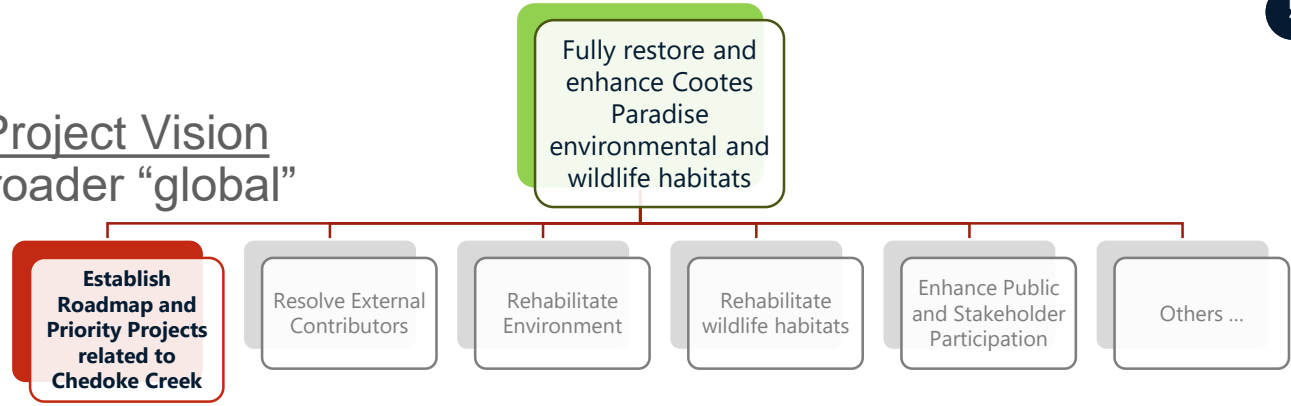 Fully restore and
enhance Cootes
Paradise
environmental and
wildlife habitats
Project Vision
roader “global”
Establish
Roadmap and
Priority Projects
related to
Chedoke Creek
Resolve External
Contributors
Rehabilitate
Environment
Rehabilitate
wildlife habitats
Enhance Public
and Stakeholder
Participation
Others ...